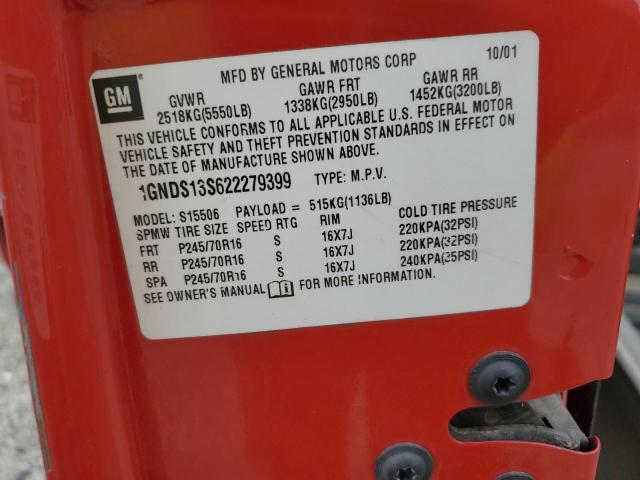 MFD BY GENERAL MOTORS CORP 10/01
GM
GVWR GAWR FRT GAWR RR
2518KG(5550LB) 1338KG(2950LB) 1452KG(3200LB)
THIS VEHICLE CONFORMS TO ALL APPLICABLE U.S. FEDERAL MOTOR
VEHICLE SAFETY AND THEFT PREVENTION STANDARDS IN EFFECT ON
THE DATE OF MANUFACTURE SHOWN ABOVE.
1GNDS13S622279399 TYPE: M.P.V.
MODEL: S15506 PAYLOAD = 515KG(1136LB)
SPMW TIRE SIZE SPEED RTG RIM COLD TIRE PRESSURE
FRT P245/70R16 S 16X7J 220KPA(32PSI)
RR P245/70R16 S 16X7J 220KPA(32PSI)
SPA P245/70R16 S 16X7J 240KPA(35PSI)
SEE OWNER'S MANUAL FOR MORE INFORMATION.